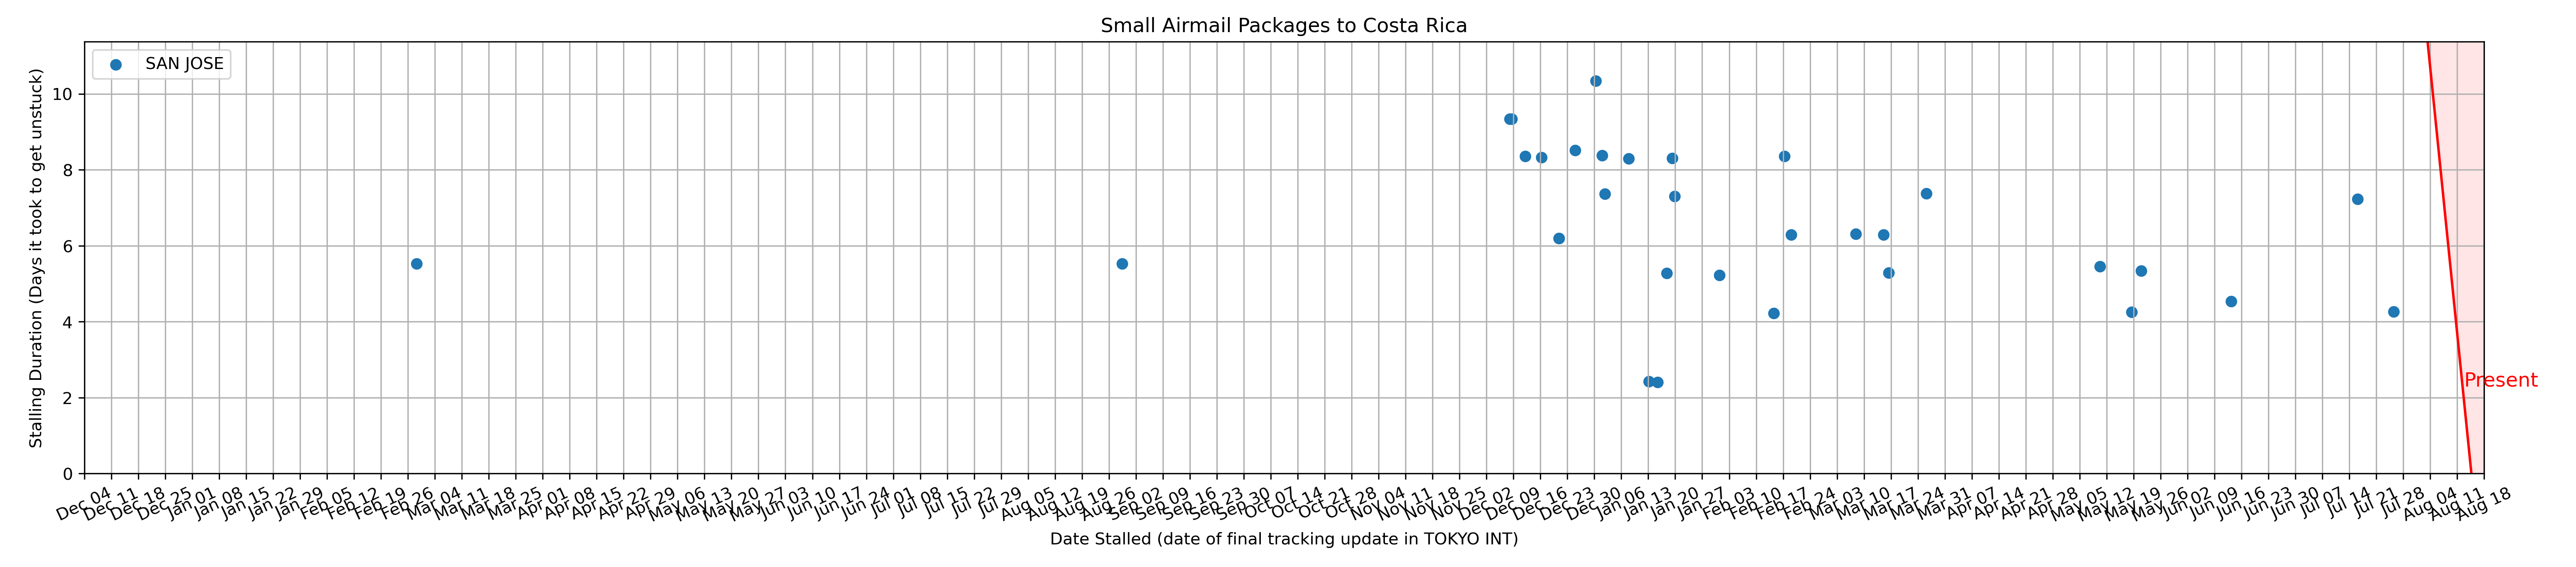 Small Airmail Packages to Costa Rica
SAN JOSE
Stalling Duration (Days it took to get unstuck)
10
8
6
4
2
0
Present
Dec 04
Dec 11
Dec 18
Dec 25
Jan 01
Jan 08
Jan 15
Jan 22
Jan 29
Feb 05
Feb 12
Feb 19
Feb 26
Mar 04
Mar 11
Mar 18
Mar 25
Apr 01
Apr 08
Apr 15
Apr 22
Apr 29
May 06
May 13
May 20
May 27
Jun 03
Jun 10
Jun 17
Jun 24
Jul 01
Jul 08
Jul 15
Jul 22
Jul 29
Aug 05
Aug 12
Aug 19
Aug 26
Sep 02
Sep 09
Sep 16
Sep 23
Sep 30
Oct 07
Oct 14
Oct 21
Oct 28
Nov 04
Nov 11
Nov 18
Nov 25
Dec 02
Dec 09
Dec 16
Dec 23
Dec 30
Jan 06
Jan 13
Jan 20
Jan 27
Feb 03
Feb 10
Feb 17
Feb 24
Mar 03
Mar 10
Mar 17
Mar 24
Mar 31
Apr 07
Apr 14
Apr 21
Apr 28
May 05
May 12
May 19
May 26
Jun 02
Jun 09
Jun 16
Jun 23
Jun 30
Jul 07
Jul 14
Jul 21
Jul 28
Aug 04
Aug 11
Aug 18
Date Stalled (date of final tracking update in TOKYO INT)